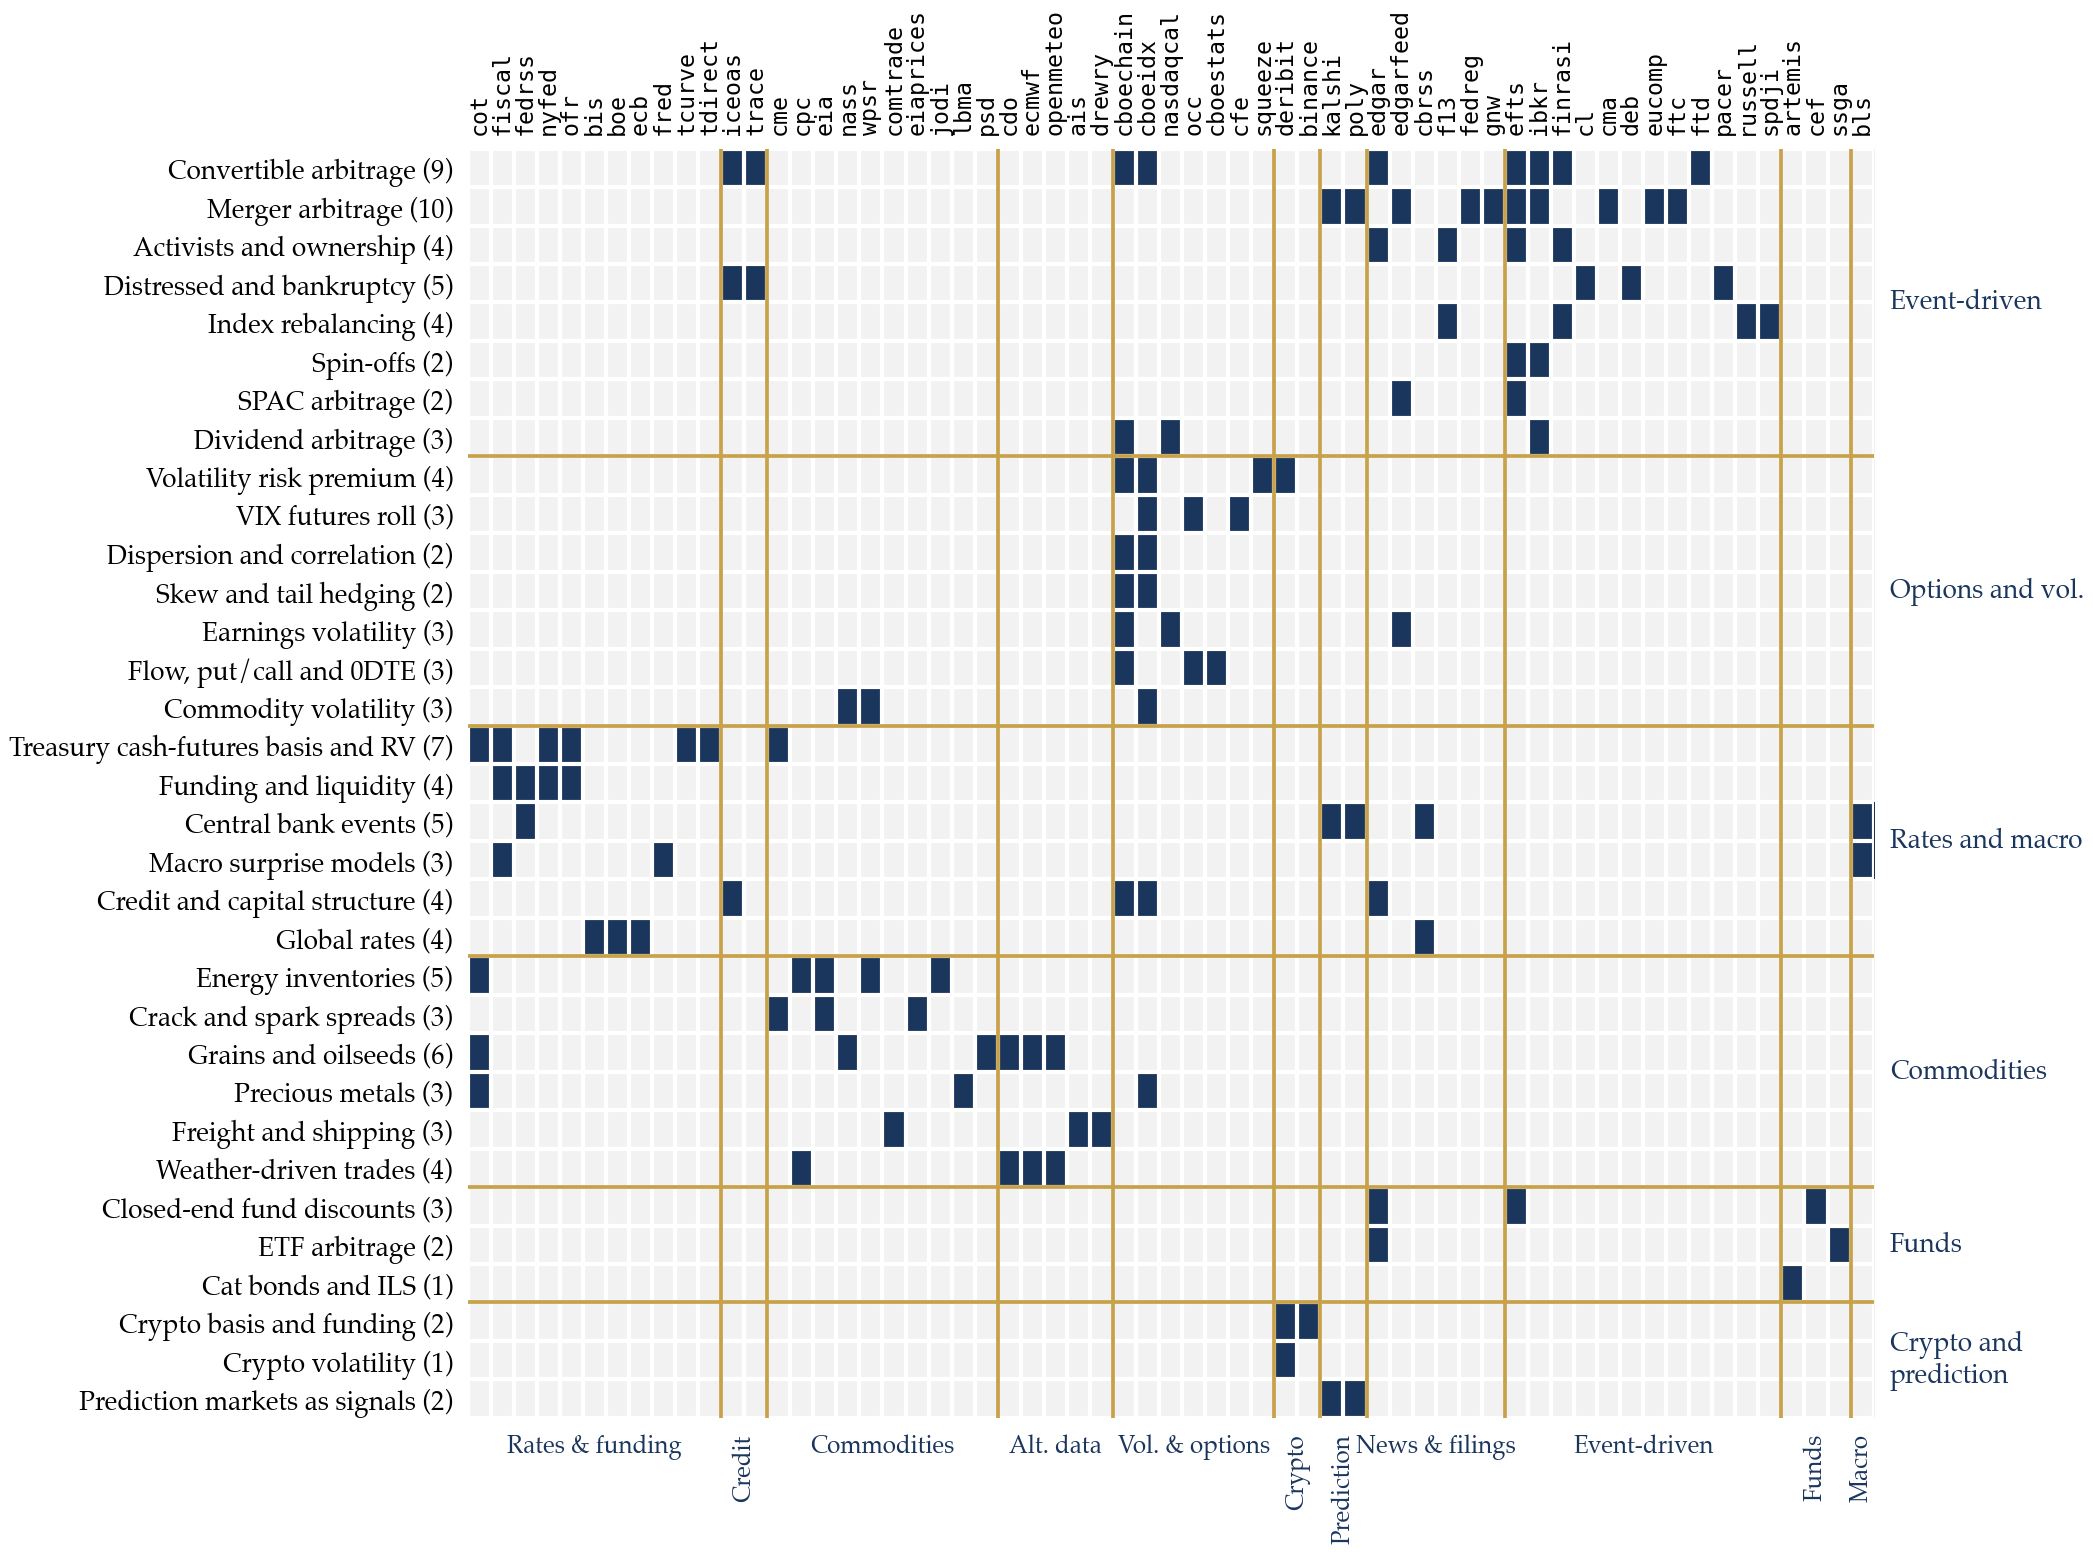 cot
fiscal
fedrss
nyfed
ofr
bis
boe
ecb
fred
tcurve
tdirect
iceoas
trace
cme
cpc
eia
nass
wpsr
comtrade
eiaprices
jodi
lbma
psd
cdo
ecmwf
openmeteo
ais
drewry
cboechain
cboeidx
nasdaqcal
occ
cboestats
cfe
squeeze
deribit
binance
kalshi
poly
edgar
edgarfeed
cbrss
f13
fedreg
gnw
efts
ibkr
finrasi
cl
cma
deb
eucomp
ftc
ftd
pacer
russell
spdji
artemis
cef
ssga
bls
Convertible arbitrage (9)
Merger arbitrage (10)
Activists and ownership (4)
Distressed and bankruptcy (5)
Index rebalancing (4)
Spin-offs (2)
SPAC arbitrage (2)
Dividend arbitrage (3)
Event-driven
Volatility risk premium (4)
VIX futures roll (3)
Dispersion and correlation (2)
Skew and tail hedging (2)
Earnings volatility (3)
Flow, put/call and 0DTE (3)
Commodity volatility (3)
Options and vol.
Treasury cash-futures basis and RV (7)
Funding and liquidity (4)
Central bank events (5)
Macro surprise models (3)
Credit and capital structure (4)
Global rates (4)
Rates and macro
Energy inventories (5)
Crack and spark spreads (3)
Grains and oilseeds (6)
Precious metals (3)
Freight and shipping (3)
Weather-driven trades (4)
Commodities
Closed-end fund discounts (3)
ETF arbitrage (2)
Cat bonds and ILS (1)
Funds
Crypto basis and funding (2)
Crypto volatility (1)
Prediction markets as signals (2)
Crypto and
prediction
Rates & funding
Credit
Commodities
Alt. data
Vol. & options
Crypto
Prediction
News & filings
Event-driven
Funds
Macro